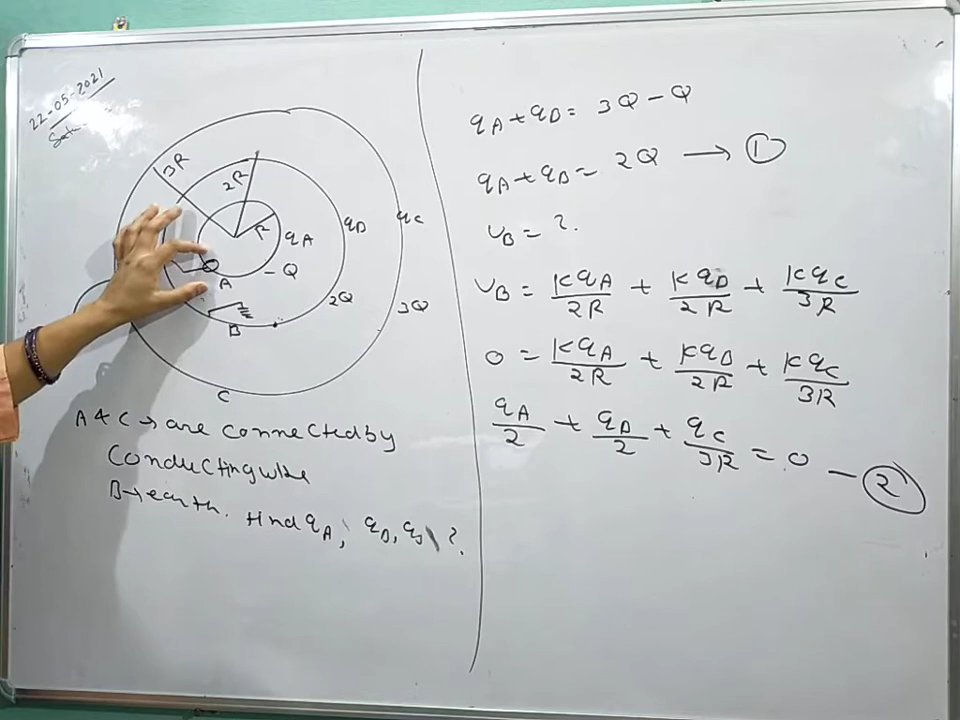 22-05-2021
3R
2R
R
qA
qB
qC
-Q
A
2Q
3Q
B
C
A & C → are connected by
Conducting wire
B → earth. Find qA, qB, ?
qA + qB = 3Q - Q
qA + qB = 2Q → ①
VB = ?
VB = KqA/2R + KqB/2R + KqC/3R
0 = KqA/2R + KqB/2R + KqC/3R
qA/2 + qB/2 + qC/3R = 0 - ②